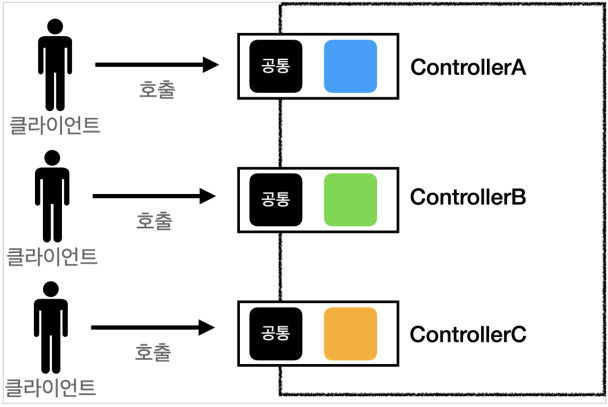 공통
ControllerA
호출
클라이언트
공통
ControllerB
호출
클라이언트
공통
ControllerC
호출
클라이언트